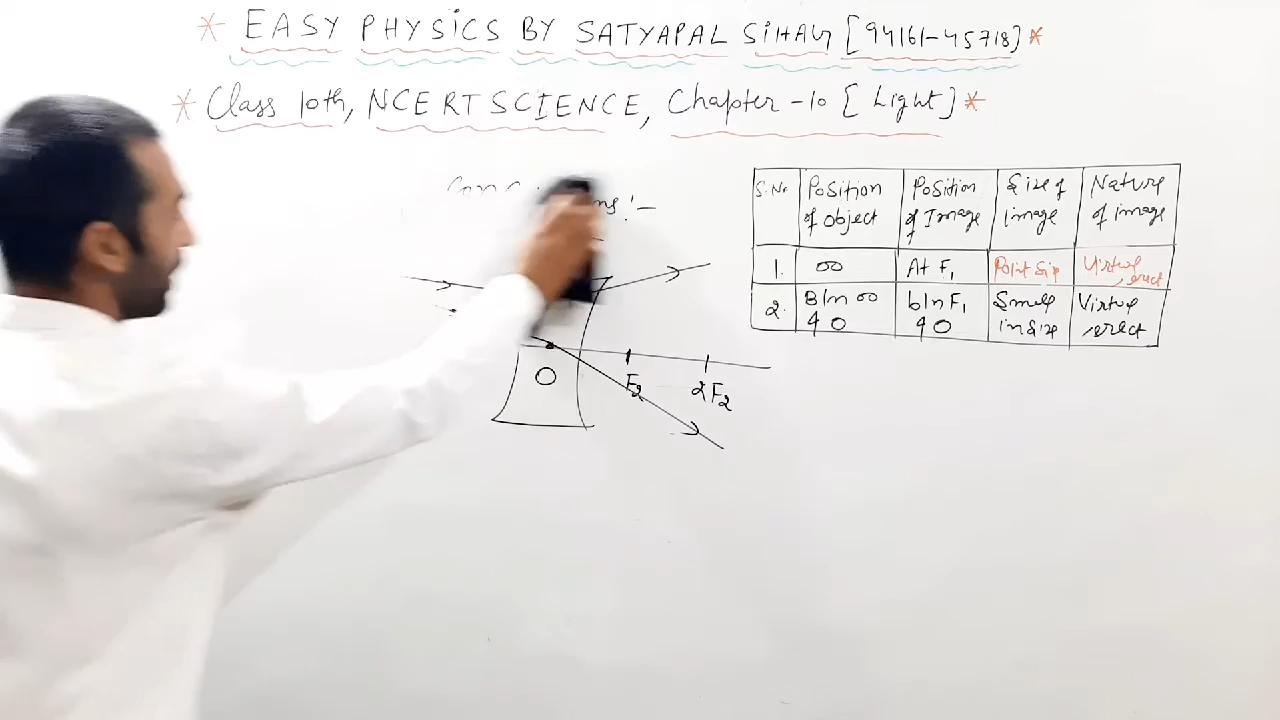 * EASY PHYSICS BY SATYAPAL SIHAG [94161-45718] *
* Class 10th, NCERT SCIENCE, Chapter -10 [Light] *
:-
O
F2
2F2
S.No Position of Object Position of Image Size of image Nature of image
1. ∞ At F1 Point Size Virtual, erect
2. B/n ∞ & O b/n F1 & O Small in Size Virtual, erect